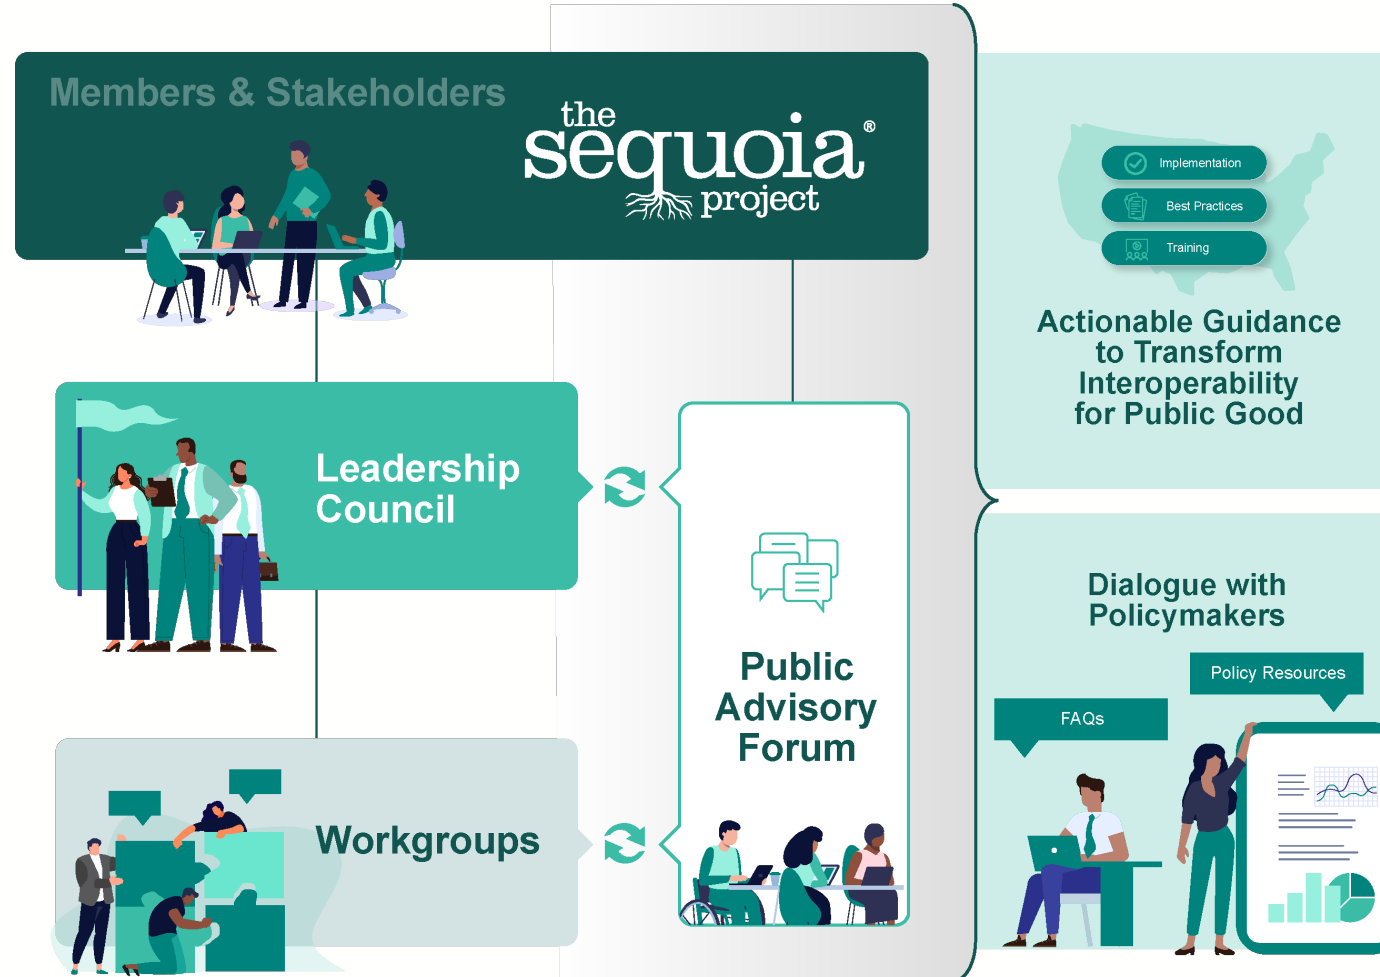 Members & Stakeholders
the
sequoia®
project
Implementation
Best Practices
Training
Actionable Guidance
to Transform
Interoperability
for Public Good
Leadership
Council
Public
Advisory
Forum
Dialogue with
Policymakers
Policy Resources
FAQs
Workgroups